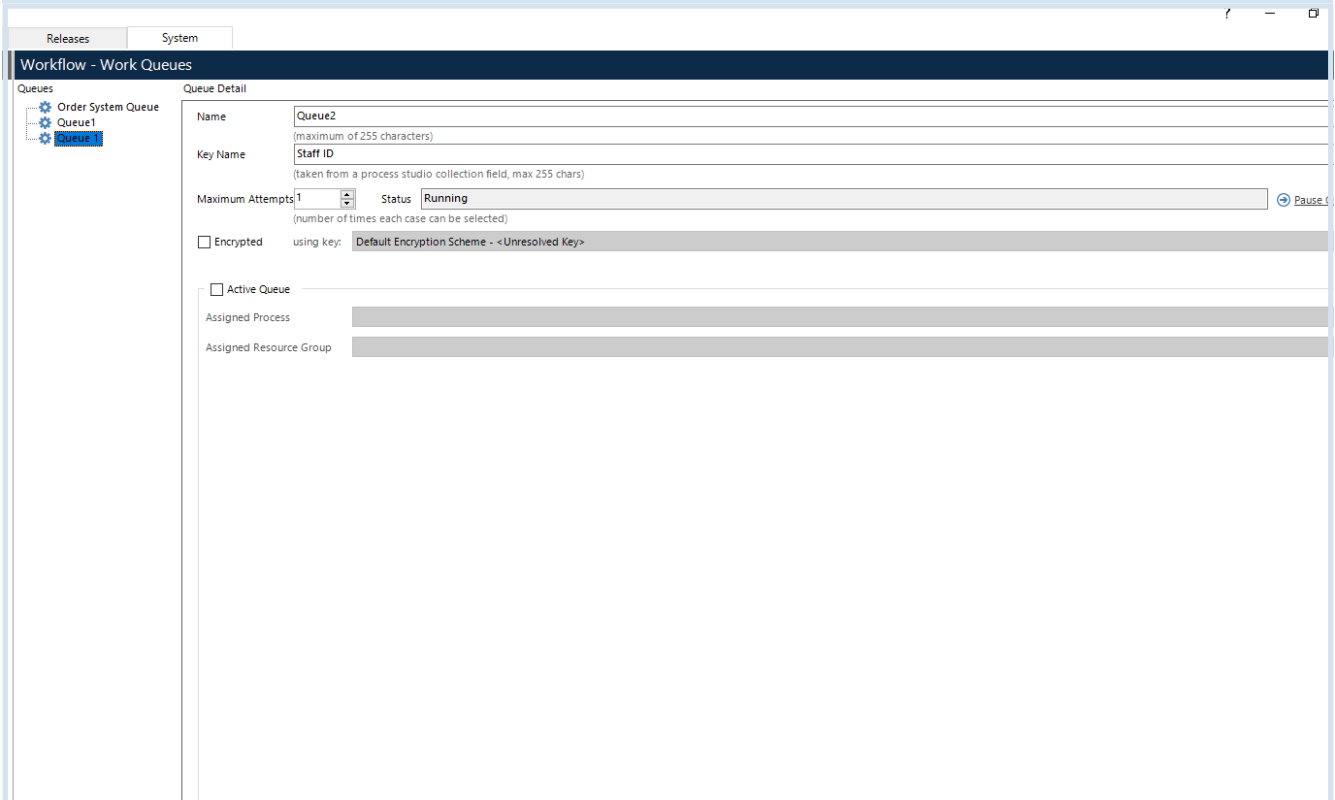 ?
Releases System
Workflow - Work Queues
Queues
Order System Queue
Queue1
Queue 1
Queue Detail
Name Queue2
(maximum of 255 characters)
Key Name Staff ID
(taken from a process studio collection field, max 255 chars)
Maximum Attempts 1 Status Running Pause
(number of times each case can be selected)
Encrypted using key: Default Encryption Scheme - <Unresolved Key>
Active Queue
Assigned Process
Assigned Resource Group